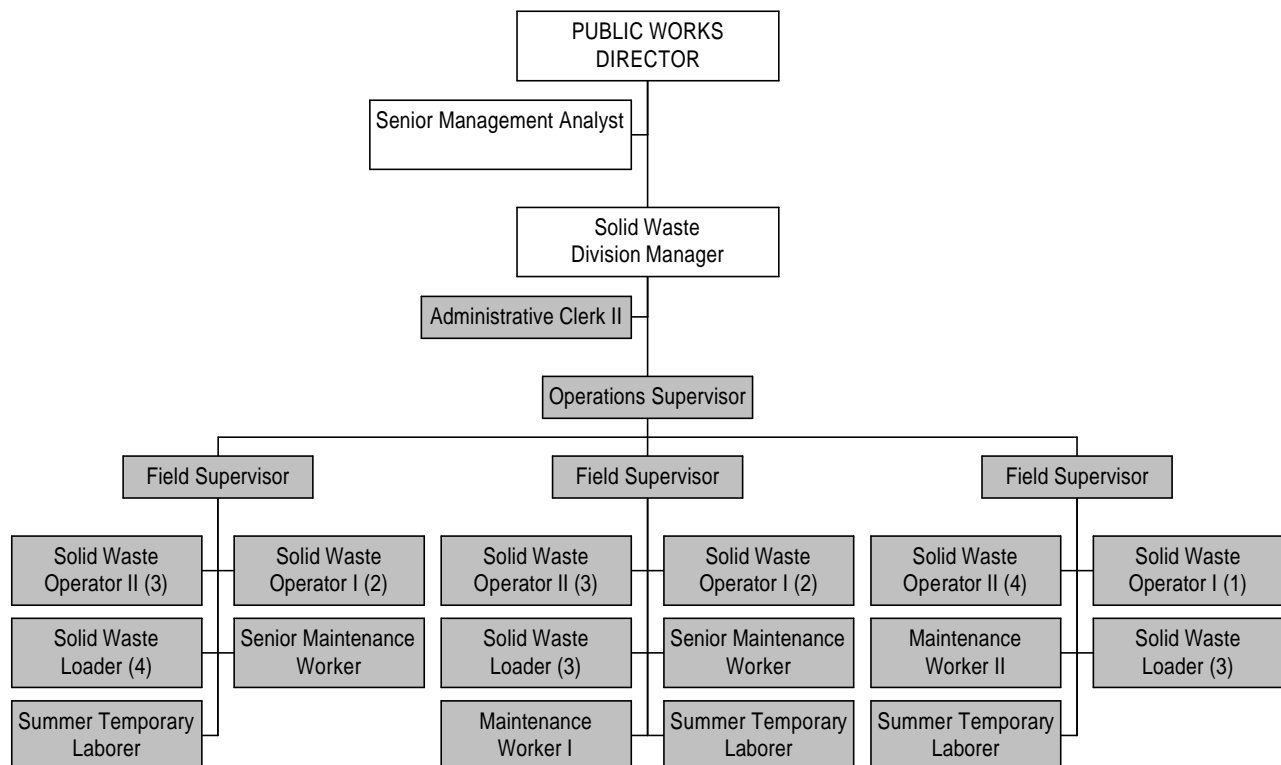 PUBLIC WORKS
DIRECTOR
Senior Management Analyst
Solid Waste
Division Manager
Administrative Clerk II
Operations Supervisor
Field Supervisor
Field Supervisor
Field Supervisor
Solid Waste
Operator II (3)
Solid Waste
Operator I (2)
Solid Waste
Operator II (3)
Solid Waste
Operator I (2)
Solid Waste
Operator II (4)
Solid Waste
Operator I (1)
Solid Waste
Loader (4)
Senior Maintenance
Worker
Solid Waste
Loader (3)
Senior Maintenance
Worker
Maintenance
Worker II
Solid Waste
Loader (3)
Summer Temporary
Laborer
Maintenance
Worker I
Summer Temporary
Laborer
Summer Temporary
Laborer